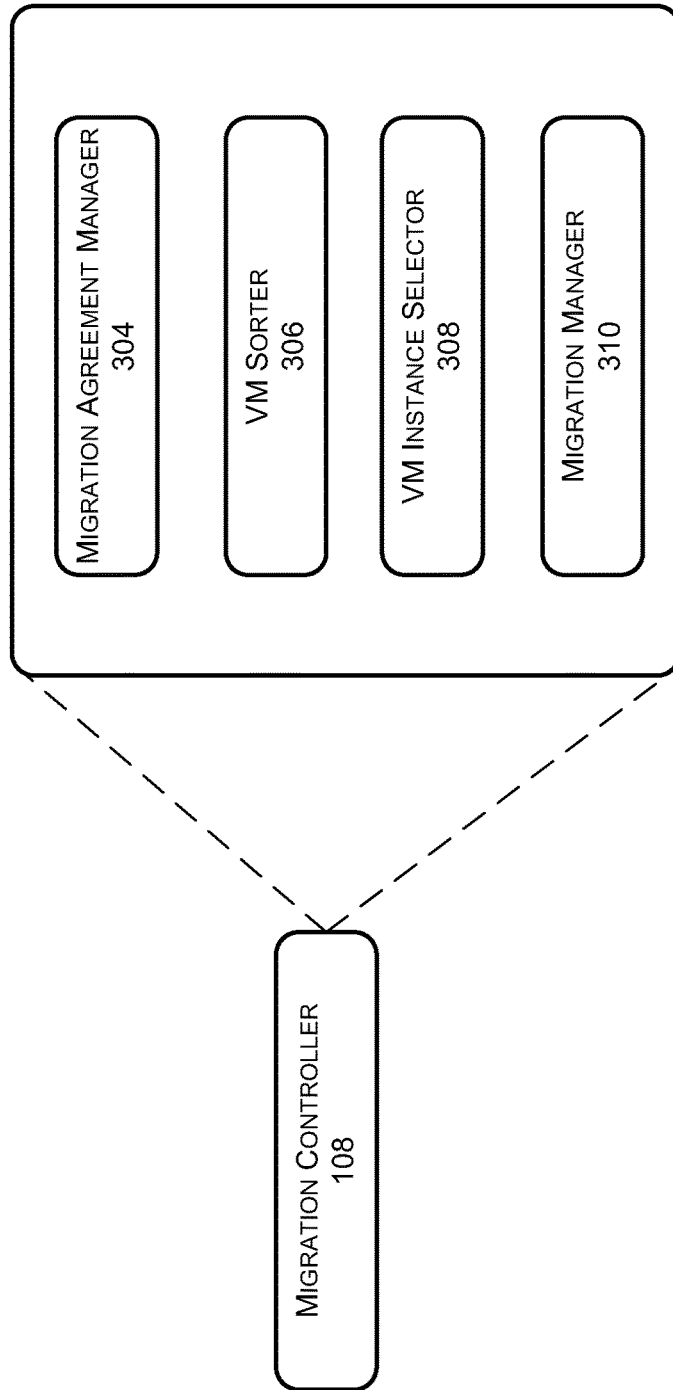 MIGRATION CONTROLLER
108
MIGRATION AGREEMENT MANAGER
304
VM SORTER
306
VM INSTANCE SELECTOR
308
MIGRATION MANAGER
310